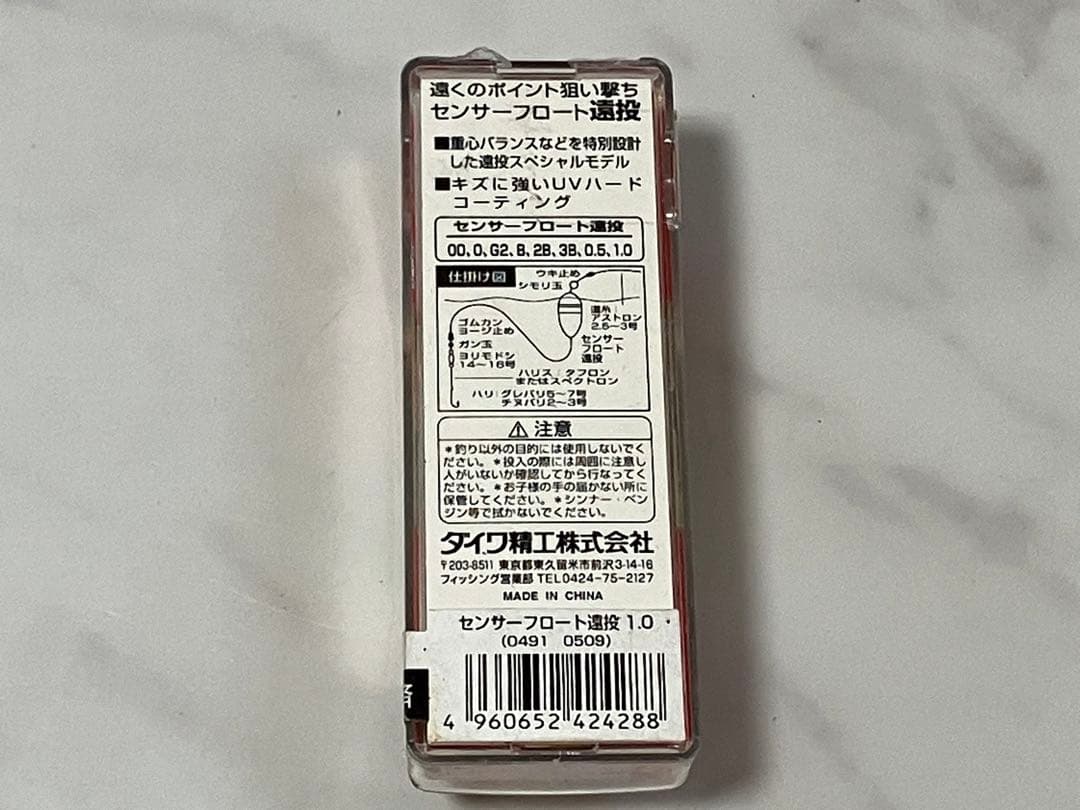 遠くのポイント狙い撃ち
センサーフロート遠投
■重心バランスなどを特別設計
した遠投スペシャルモデル
■キズに強いUVハード
コーティング
センサーフロート遠投
00、0、G2、B、2B、3B、0.5、1.0
仕掛け図
ウキ止め
シモリ玉
道糸:
アストロン
2.5〜3号
ゴムカン
ヨージ止め
ガン玉
ヨリモドシ
14〜16号
センサー
フロート
遠投
ハリス:タフロン
またはスペクトロン
ハリ:グレバリ5〜7号
チヌバリ2〜3号
⚠ 注意
*釣り以外の目的には使用しないでく
ださい。*投入の際には周囲に注意し
人がいないか確認してから行なってく
ださい。*お子様の手の届かない所に
保管してください。*シンナー・ベン
ジン等で拭かないでください。
ダイワ精工株式会社
〒203-8511 東京都東久留米市前沢3-14-16
フィッシング営業部 TEL0424-75-2127
MADE IN CHINA
センサーフロート遠投 1.0
(0491 0509)
4 960652 424288